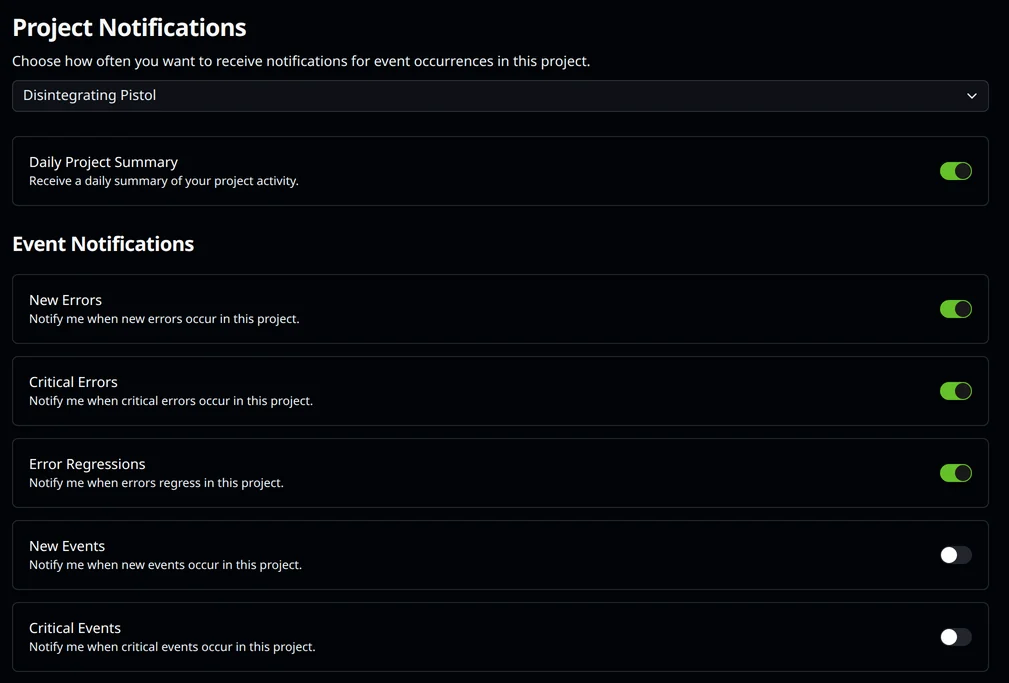 Project Notifications
Choose how often you want to receive notifications for event occurrences in this project.
Disintegrating Pistol
Daily Project Summary
Receive a daily summary of your project activity.
Event Notifications
New Errors
Notify me when new errors occur in this project.
Critical Errors
Notify me when critical errors occur in this project.
Error Regressions
Notify me when errors regress in this project.
New Events
Notify me when new events occur in this project.
Critical Events
Notify me when critical events occur in this project.